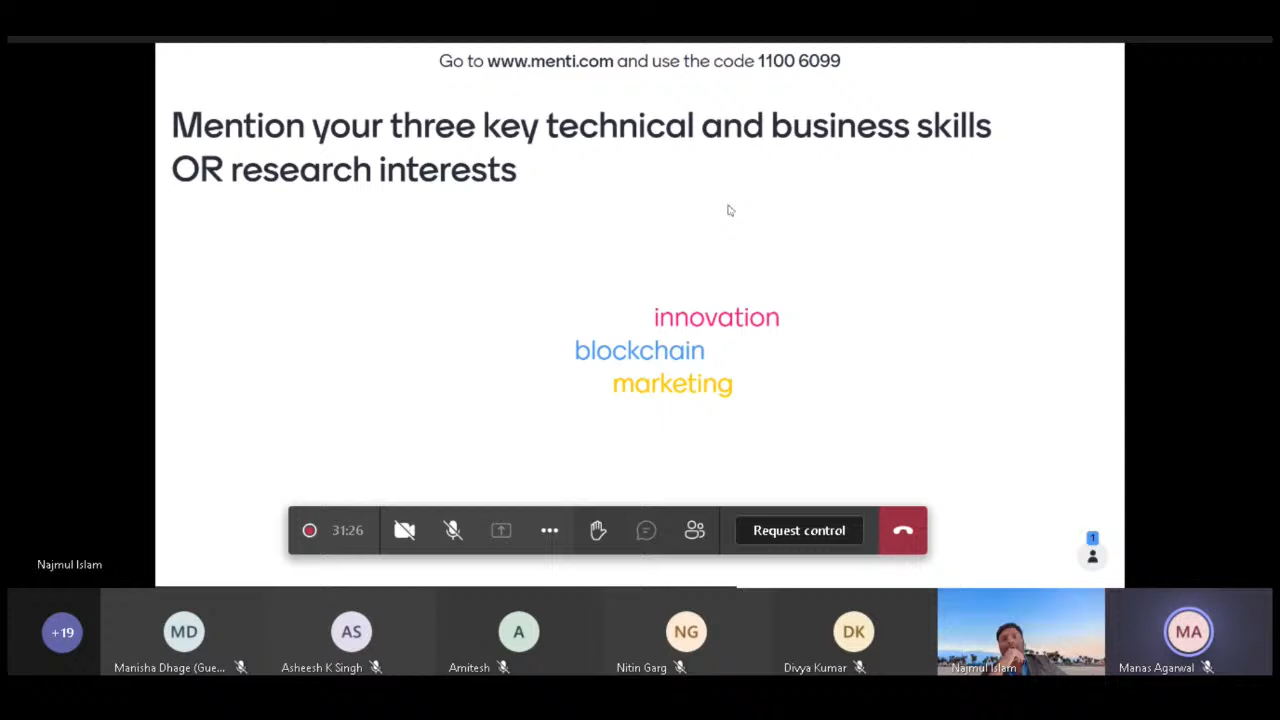 Go to www.menti.com and use the code 1100 6099
Mention your three key technical and business skills
OR research interests
innovation
blockchain
marketing
31:26
Request control
1
Najmul Islam
+19
MD
AS
A
NG
DK
MA
Manisha Dhage (Gue...
Asheesh K Singh
Amitesh
Nitin Garg
Divya Kumar
Najmul Islam
Manas Agarwal